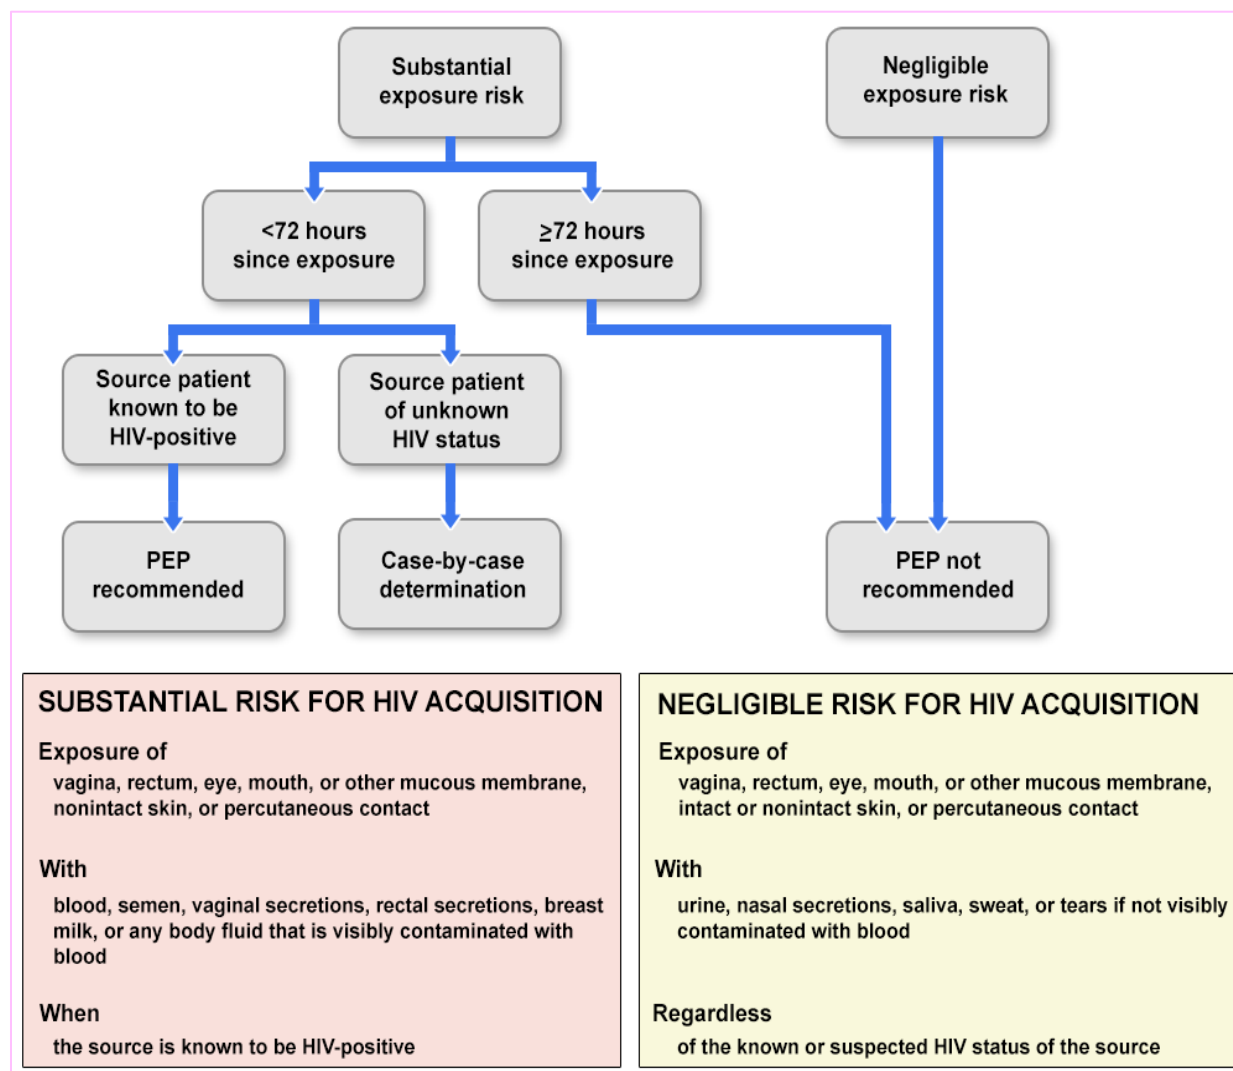 Substantial
exposure risk
Negligible
exposure risk
<72 hours
since exposure
≥72 hours
since exposure
Source patient
known to be
HIV-positive
Source patient
of unknown
HIV status
PEP
recommended
Case-by-case
determination
PEP not
recommended
SUBSTANTIAL RISK FOR HIV ACQUISITION
Exposure of
vagina, rectum, eye, mouth, or other mucous membrane,
nonintact skin, or percutaneous contact
With
blood, semen, vaginal secretions, rectal secretions, breast
milk, or any body fluid that is visibly contaminated with
blood
When
the source is known to be HIV-positive
NEGLIGIBLE RISK FOR HIV ACQUISITION
Exposure of
vagina, rectum, eye, mouth, or other mucous membrane,
intact or nonintact skin, or percutaneous contact
With
urine, nasal secretions, saliva, sweat, or tears if not visibly
contaminated with blood
Regardless
of the known or suspected HIV status of the source